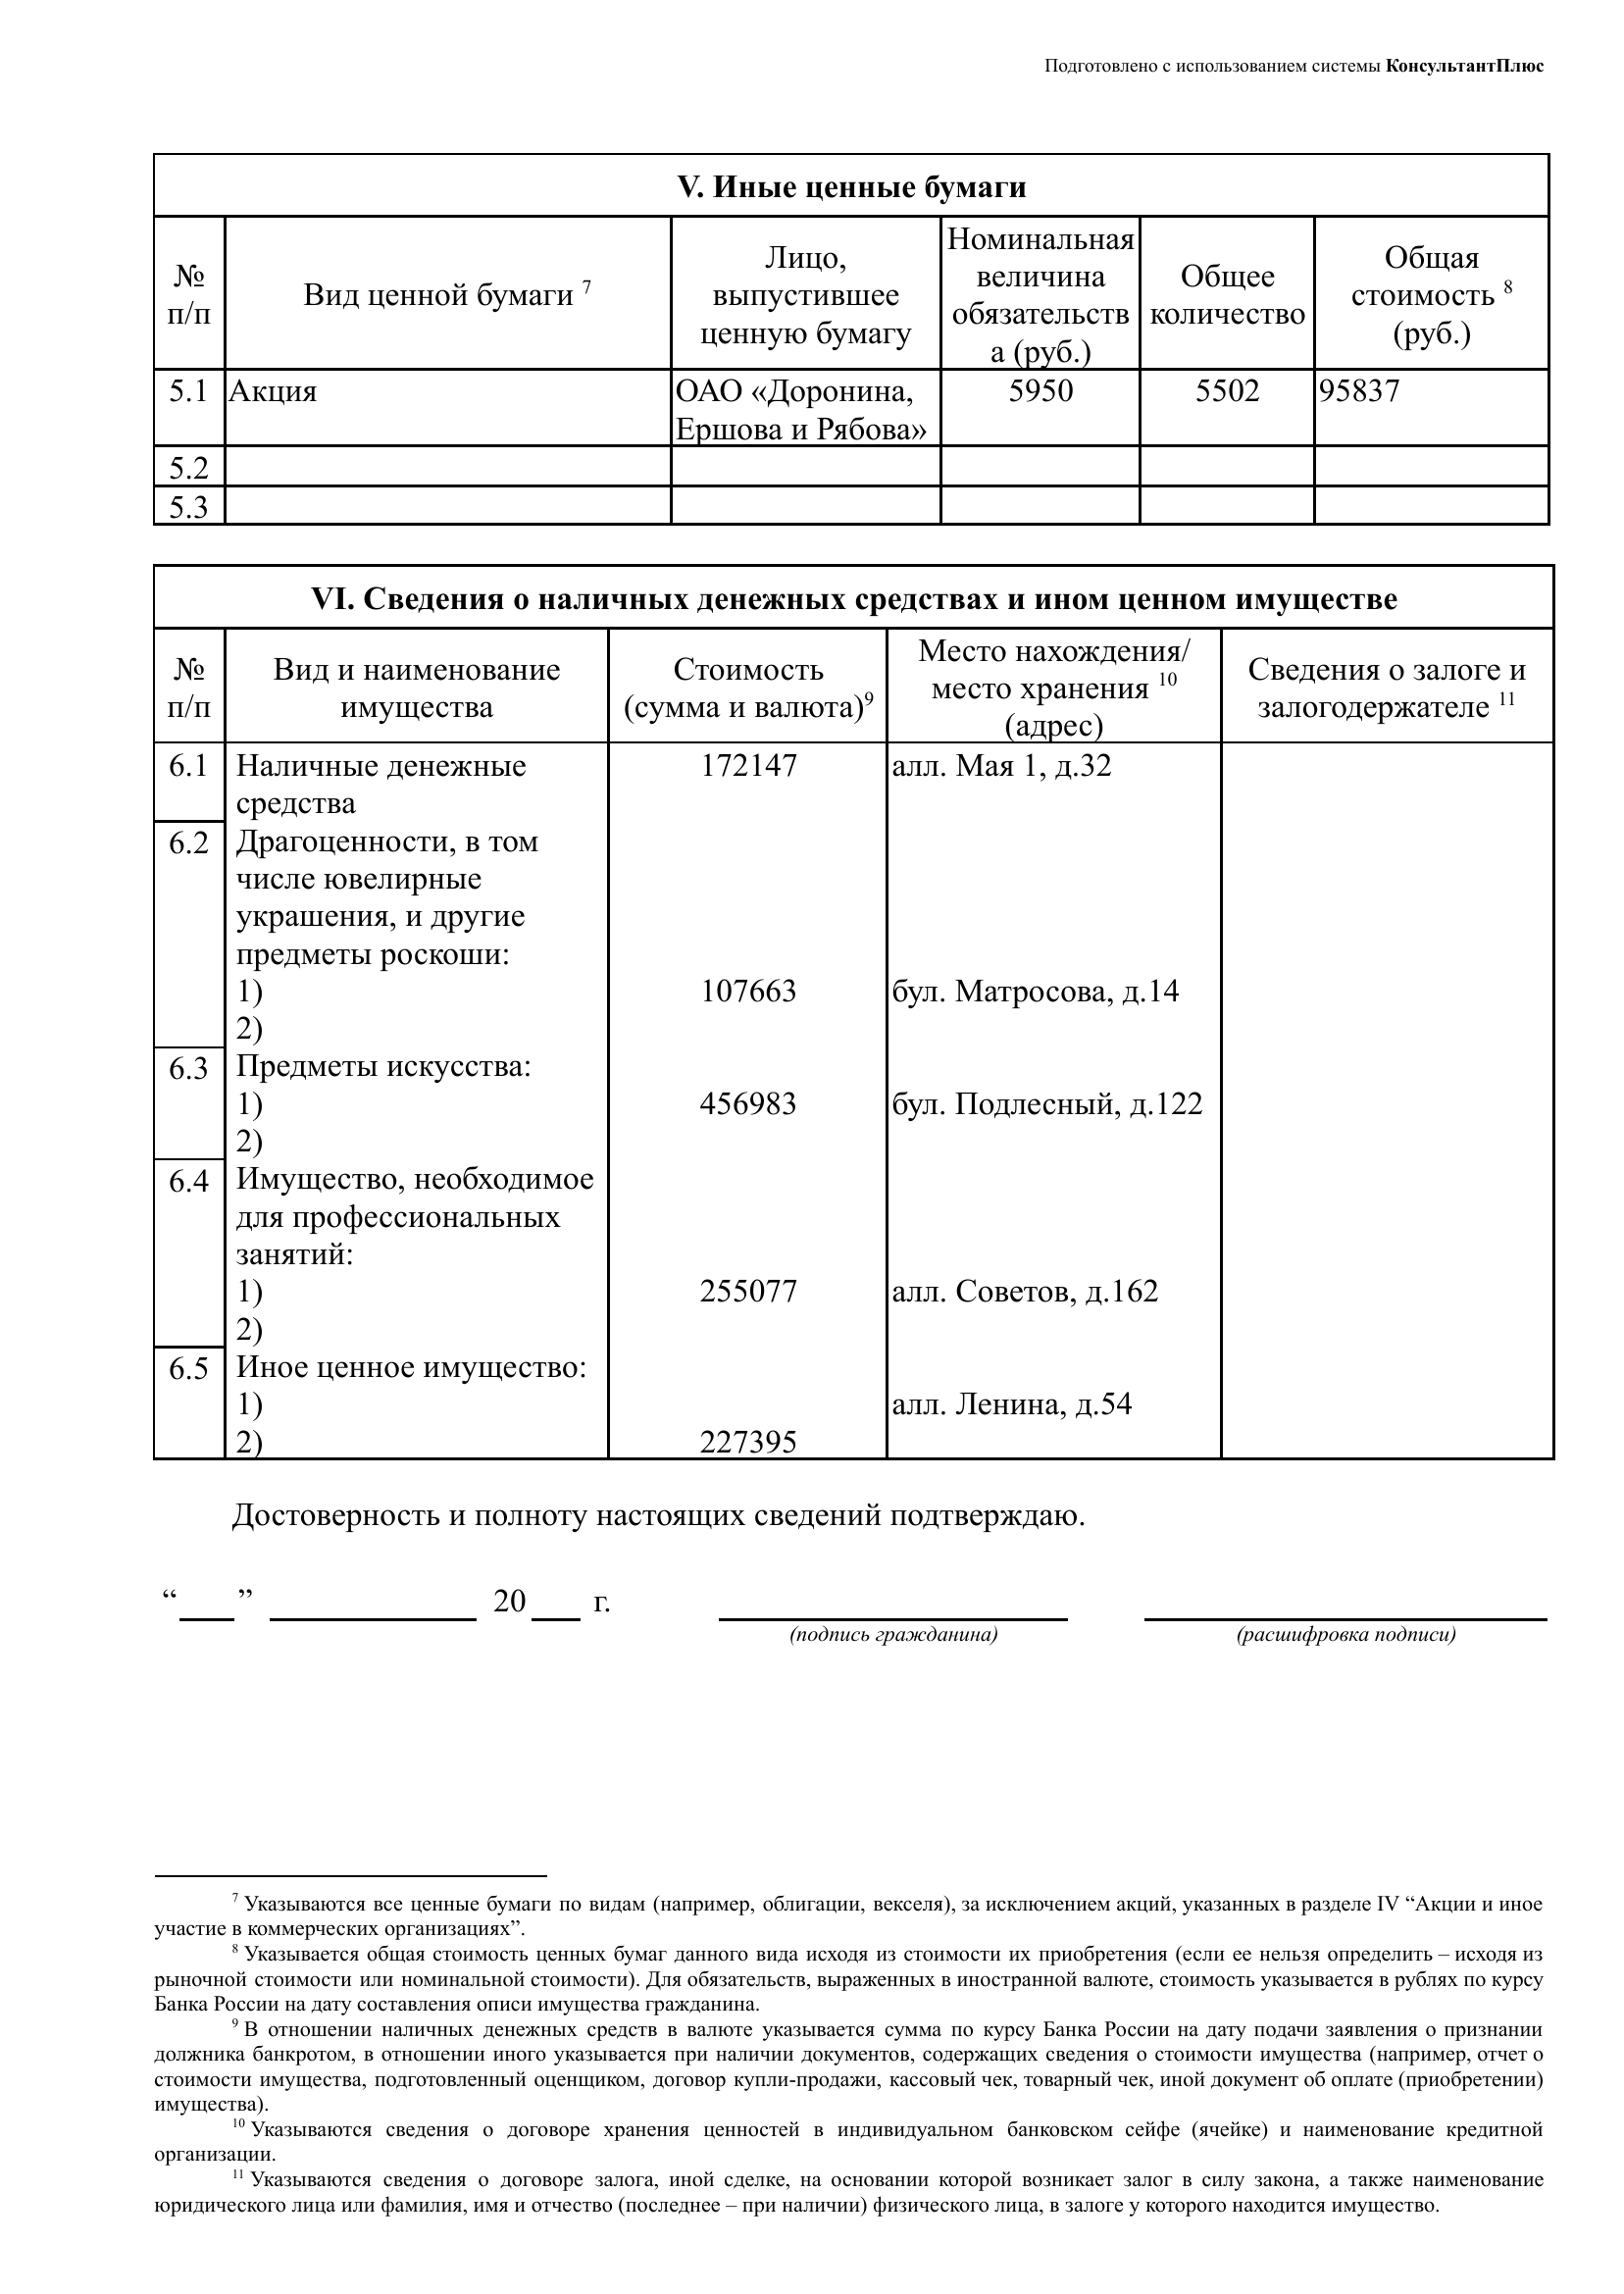 Подготовлено с использованием системы КонсультантПлюс
V. Иные ценные бумаги
№
п/п
Вид ценной бумаги 7
Лицо,
выпустившее
ценную бумагу
Номинальная
величина
обязательств
а (руб.)
Общее
количество
Общая
стоимость 8
(руб.)
5.1 Акция ОАО «Доронина, 5950 5502 95837
Ершова и Рябова»
5.2
5.3
VI. Сведения о наличных денежных средствах и ином ценном имуществе
№
п/п
Вид и наименование
имущества
Стоимость
(сумма и валюта)9
Место нахождения/
место хранения 10
(адрес)
Сведения о залоге и
залогодержателе 11
6.1 Наличные денежные 172147 алл. Мая 1, д.32
средства
6.2 Драгоценности, в том
числе ювелирные
украшения, и другие
предметы роскоши:
1) 107663 бул. Матросова, д.14
2)
6.3 Предметы искусства:
1) 456983 бул. Подлесный, д.122
2)
6.4 Имущество, необходимое
для профессиональных
занятий:
1) 255077 алл. Советов, д.162
2)
6.5 Иное ценное имущество:
1) алл. Ленина, д.54
2) 227395
Достоверность и полноту настоящих сведений подтверждаю.
“___” ___ 20 ___ г.
(подпись гражданина) (расшифровка подписи)
7 Указываются все ценные бумаги по видам (например, облигации, векселя), за исключением акций, указанных в разделе IV “Акции и иное
участие в коммерческих организациях”.
8 Указывается общая стоимость ценных бумаг данного вида исходя из стоимости их приобретения (если ее нельзя определить – исходя из
рыночной стоимости или номинальной стоимости). Для обязательств, выраженных в иностранной валюте, стоимость указывается в рублях по курсу
Банка России на дату составления описи имущества гражданина.
9 В отношении наличных денежных средств в валюте указывается сумма по курсу Банка России на дату подачи заявления о признании
должника банкротом, в отношении иного указывается при наличии документов, содержащих сведения о стоимости имущества (например, отчет о
стоимости имущества, подготовленный оценщиком, договор купли-продажи, кассовый чек, товарный чек, иной документ об оплате (приобретении)
имущества).
10 Указываются сведения о договоре хранения ценностей в индивидуальном банковском сейфе (ячейке) и наименование кредитной
организации.
11 Указываются сведения о договоре залога, иной сделке, на основании которой возникает залог в силу закона, а также наименование
юридического лица или фамилия, имя и отчество (последнее – при наличии) физического лица, в залоге у которого находится имущество.